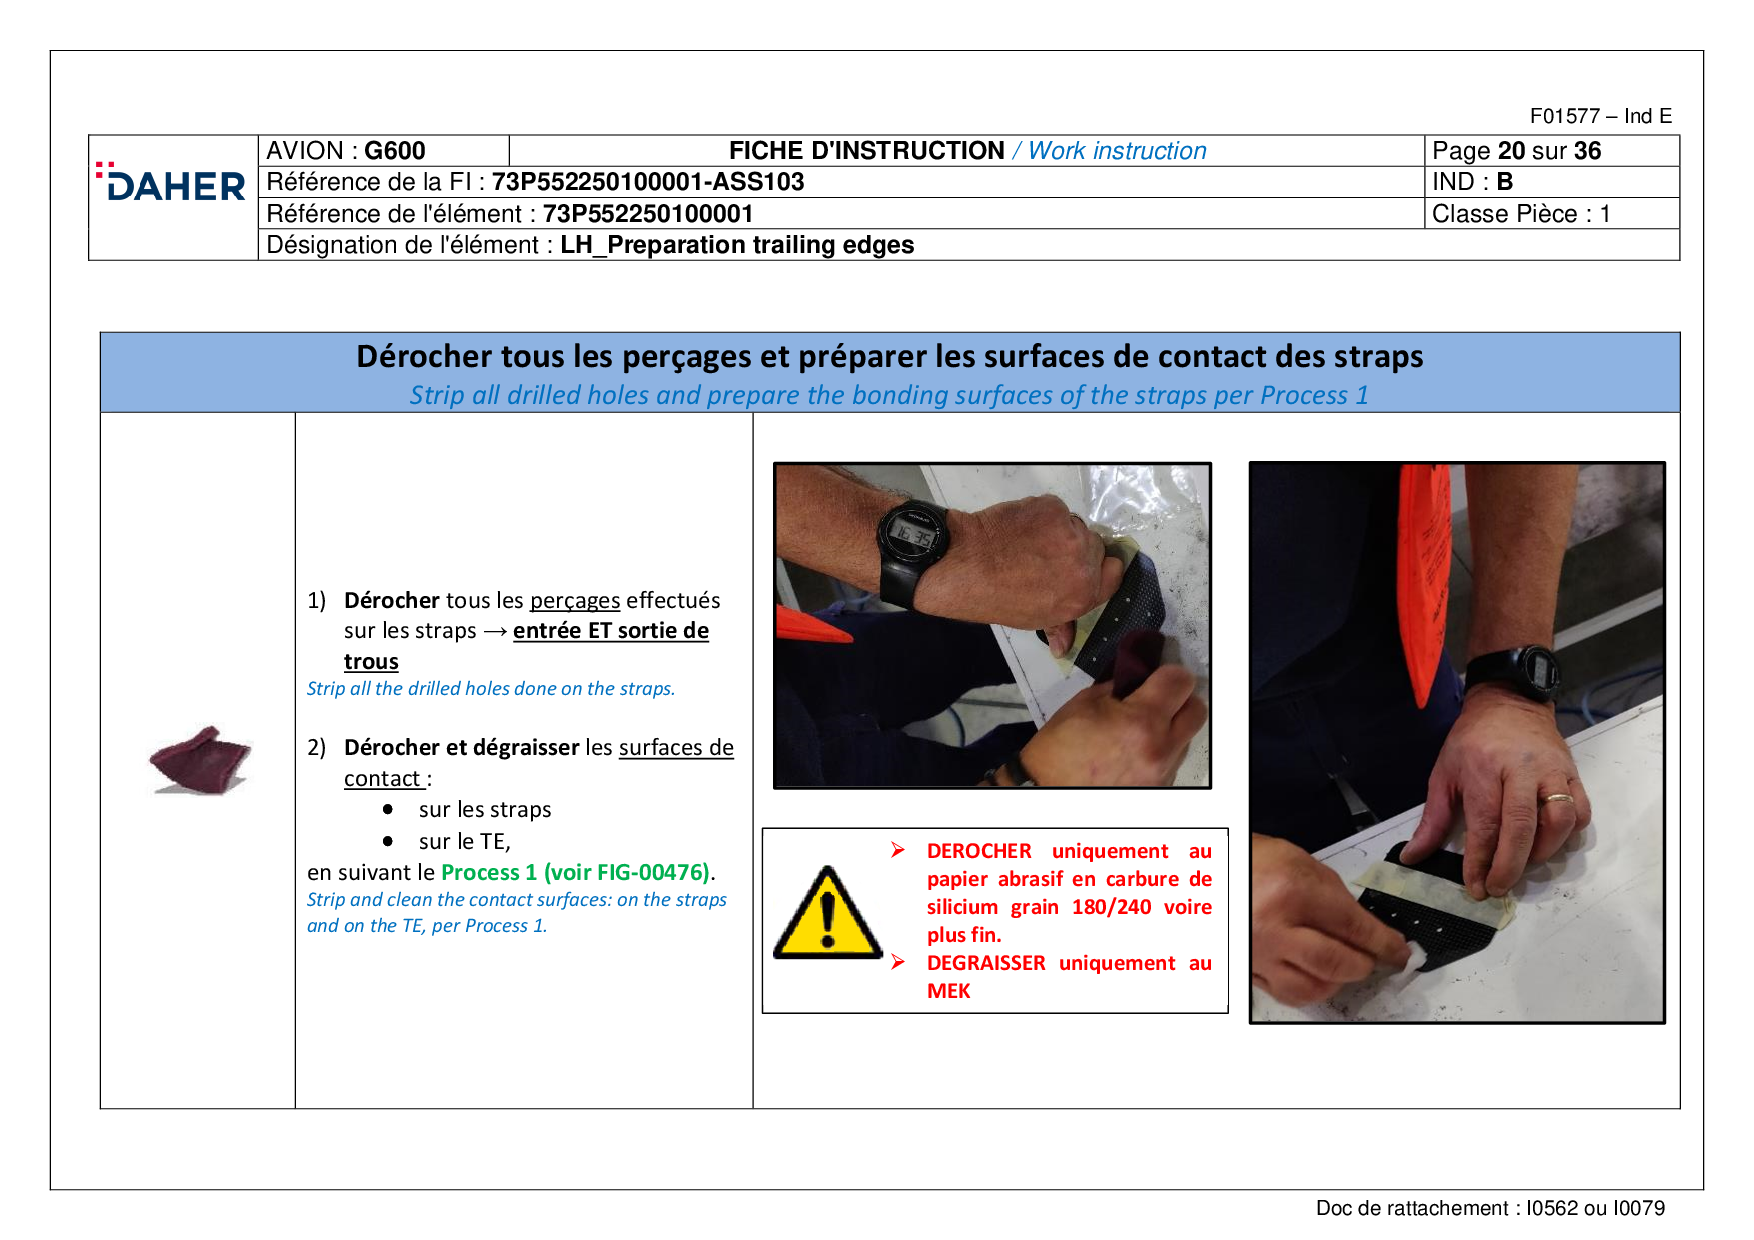 F01577 – Ind E
DAHER
AVION : G600
FICHE D'INSTRUCTION / Work instruction
Page 20 sur 36
Référence de la FI : 73P552250100001-ASS103
IND : B
Référence de l'élément : 73P552250100001
Classe Pièce : 1
Désignation de l'élément : LH_Preparation trailing edges
Dérocher tous les perçages et préparer les surfaces de contact des straps
Strip all drilled holes and prepare the bonding surfaces of the straps per Process 1
1) Dérocher tous les perçages effectués
sur les straps → entrée ET sortie de
trous
Strip all the drilled holes done on the straps.
2) Dérocher et dégraisser les surfaces de
contact :
● sur les straps
● sur le TE,
en suivant le Process 1 (voir FIG-00476).
Strip and clean the contact surfaces: on the straps
and on the TE, per Process 1.
16:35
➢ DEROCHER uniquement au
papier abrasif en carbure de
silicium grain 180/240 voire
plus fin.
➢ DEGRAISSER uniquement au
MEK
Doc de rattachement : I0562 ou I0079